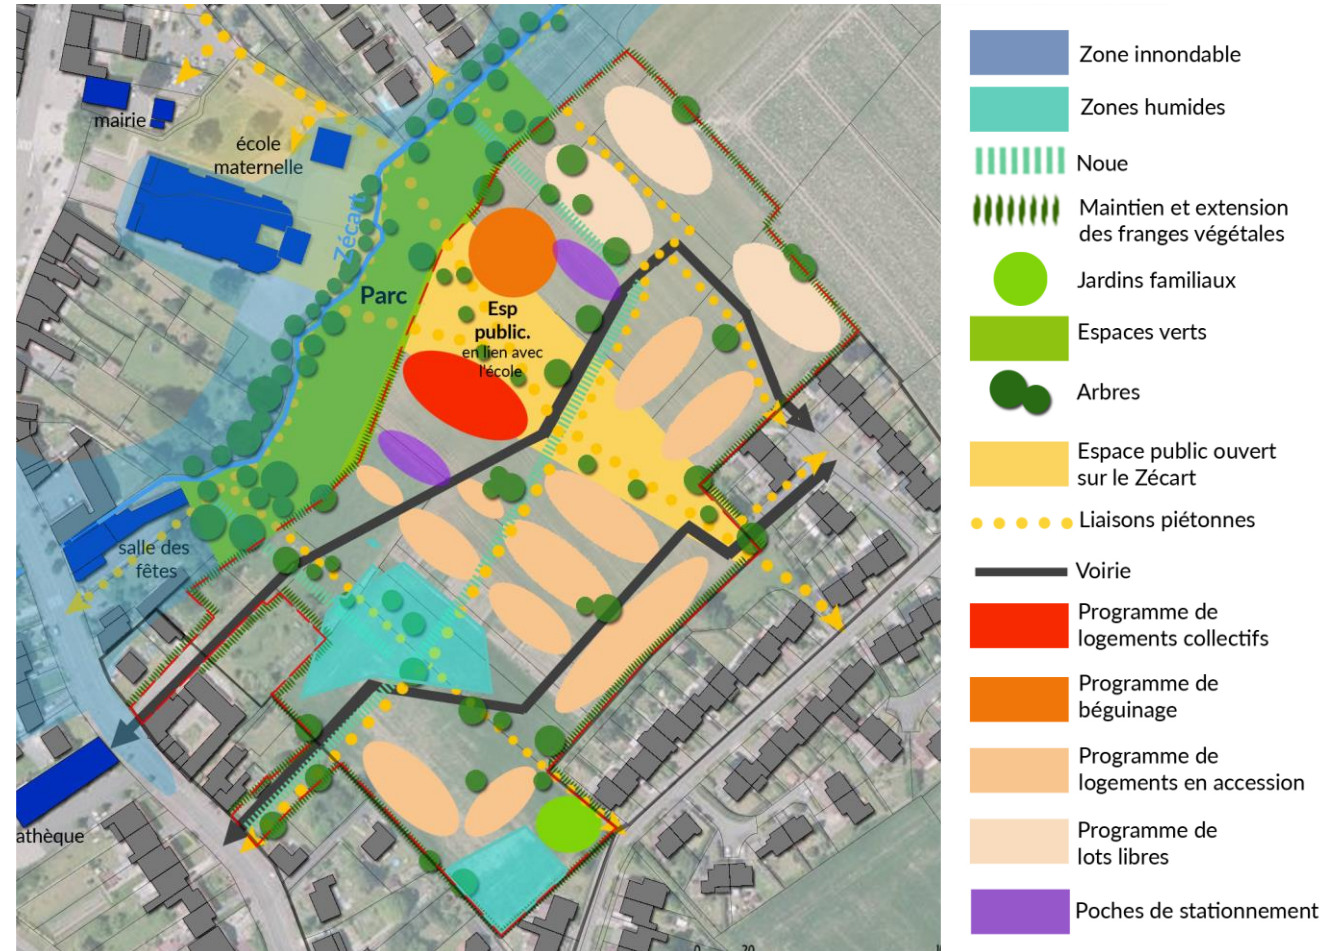 mairie
école
maternelle
Zécart
Parc
Esp
public.
en lien avec
l'école
salle des
fêtes
athèque
0 20
Zone innondable
Zones humides
Noue
Maintien et extension
des franges végétales
Jardins familiaux
Espaces verts
Arbres
Espace public ouvert
sur le Zécart
Liaisons piétonnes
Voirie
Programme de
logements collectifs
Programme de
béguinage
Programme de
logements en accession
Programme de
lots libres
Poches de stationnement